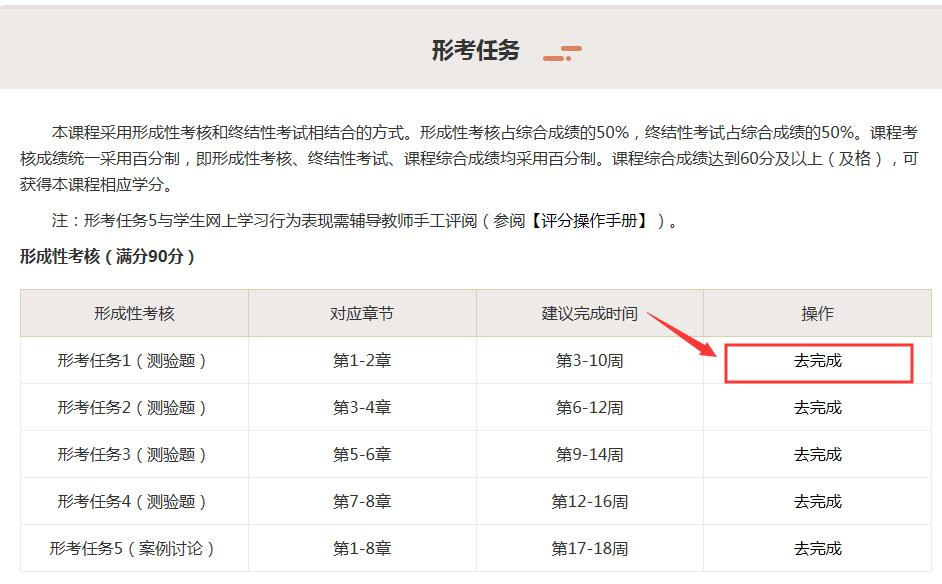 形考任务
本课程采用形成性考核和终结性考试相结合的方式。形成性考核占综合成绩的50%，终结性考试占综合成绩的50%。课程考
核成绩统一采用百分制，即形成性考核、终结性考试、课程综合成绩均采用百分制。课程综合成绩达到60分及以上（及格），可
获得本课程相应学分。
注：形考任务5与学生网上学习行为表现需辅导教师手工评阅（参阅【评分操作手册】）。
形成性考核（满分90分）
形成性考核 对应章节 建议完成时间 操作
形考任务1（测验题） 第1-2章 第3-10周 去完成
形考任务2（测验题） 第3-4章 第6-12周 去完成
形考任务3（测验题） 第5-6章 第9-14周 去完成
形考任务4（测验题） 第7-8章 第12-16周 去完成
形考任务5（案例讨论） 第1-8章 第17-18周 去完成